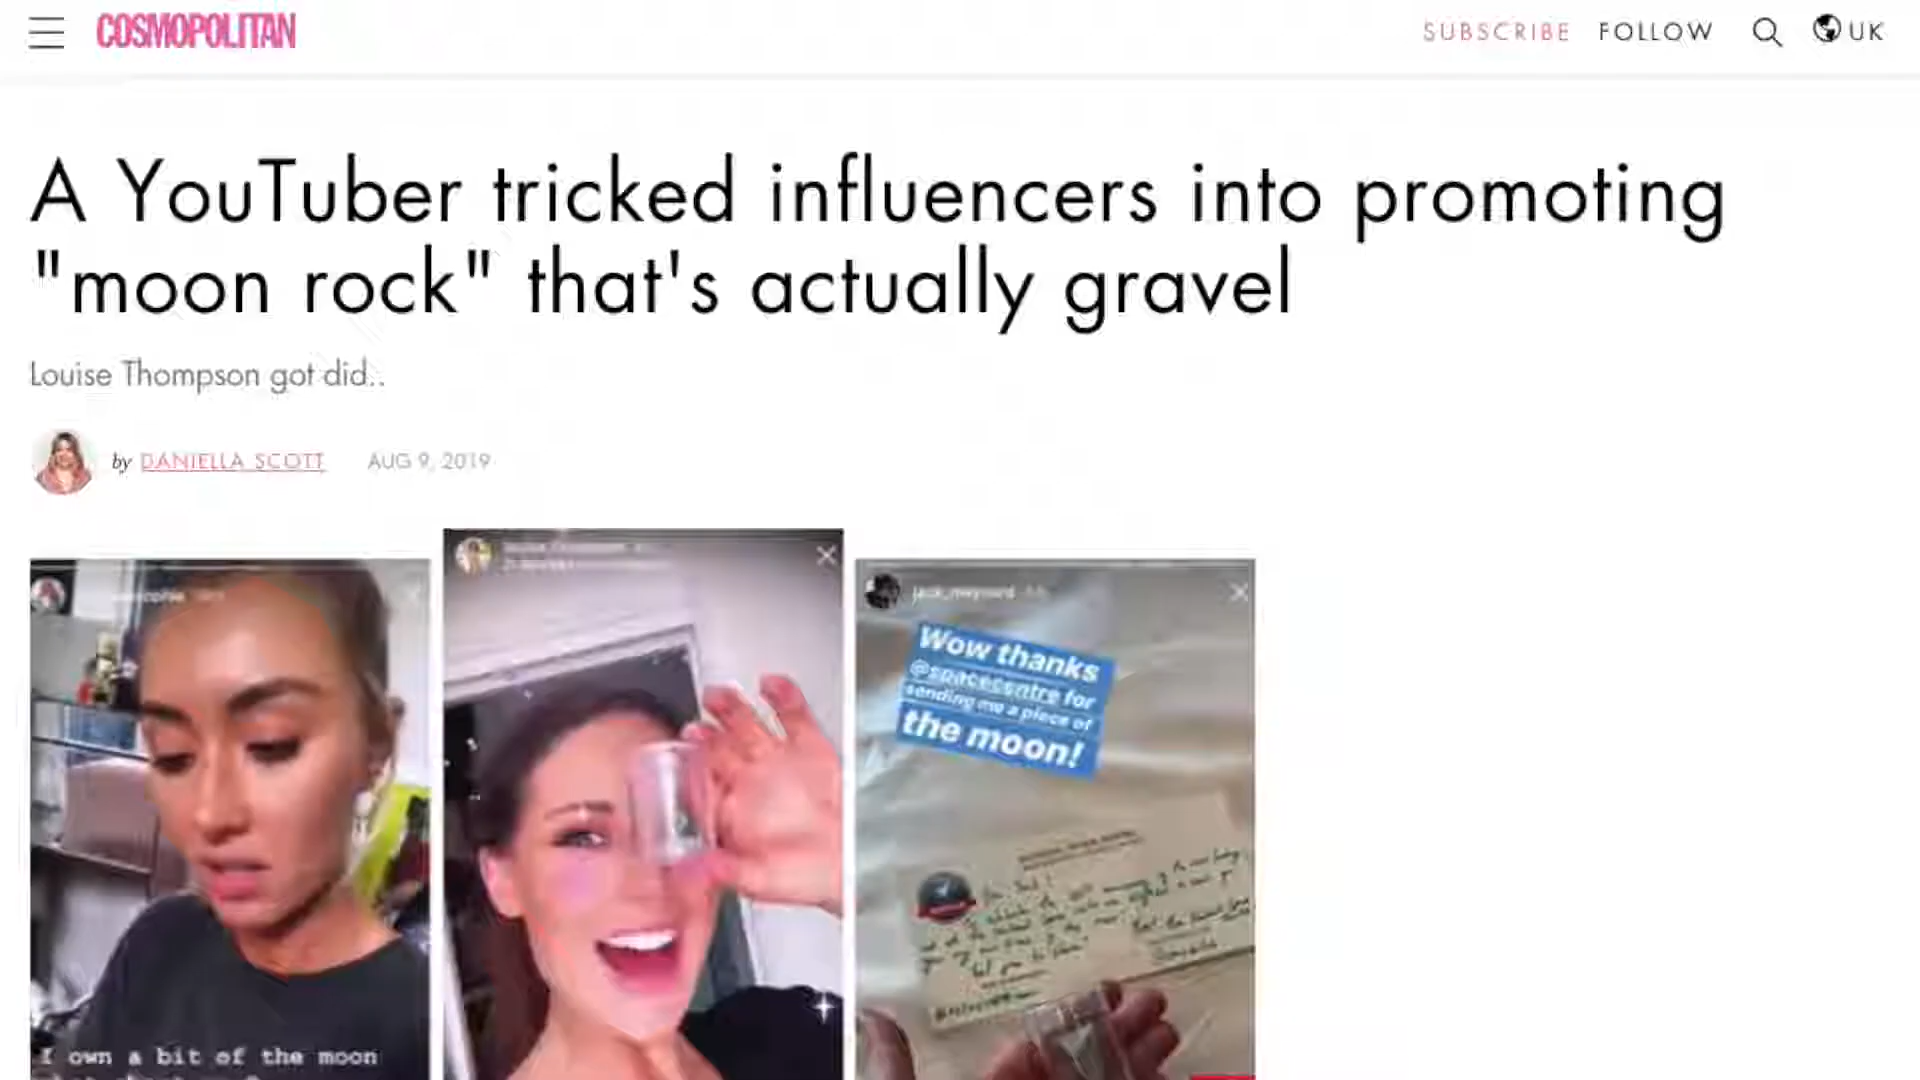 COSMOPOLITAN
SUBSCRIBE FOLLOW UK
A YouTuber tricked influencers into promoting
"moon rock" that's actually gravel
Louise Thompson got did..
by DANIELLA SCOTT AUG 9, 2019
I own a bit of the moon
jack_maynard
Wow thanks
@spacecentre for
sending me a piece of
the moon!